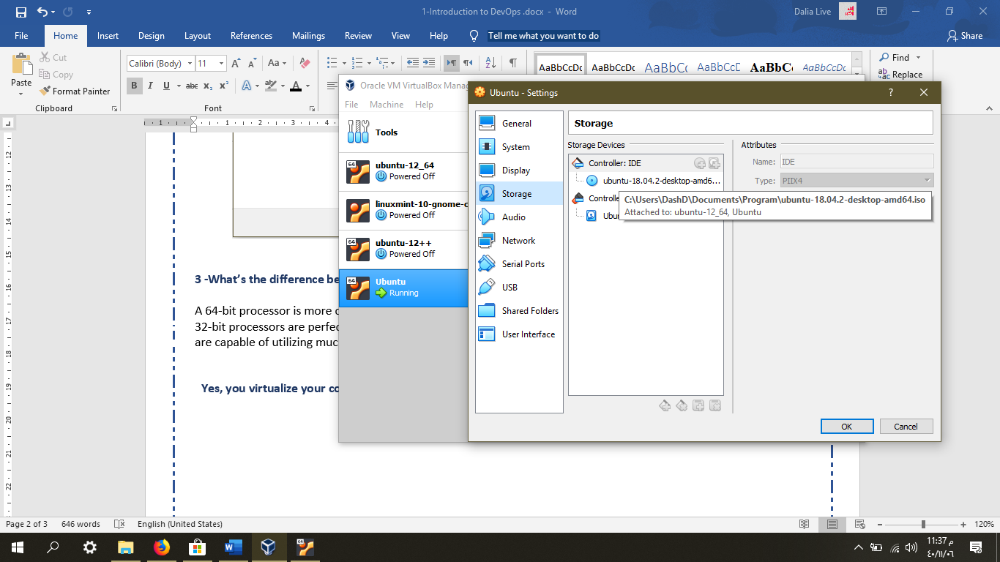 1-Introduction to DevOps .docx - Word
Dalia Live
File Home Insert Design Layout References Mailings Review View Help Tell me what you want to do Share
Paste
Cut
Copy
Format Painter
Clipboard
Calibri (Body) 11
Font
AaBbCcDc AaBbCcDc AaBbC( AaBbCcE AaBbC( AaBbCcDc
Find
Replace
3 -What's the difference be
A 64-bit processor is more c
32-bit processors are perfec
are capable of utilizing muc
Yes, you virtualize your co
Oracle VM VirtualBox Manag
File Machine Help
Tools
ubuntu-12_64
64
Powered Off
linuxmint-10-gnome-c
Powered Off
ubuntu-12++
64
Powered Off
Ubuntu
64
Running
Ubuntu - Settings
?
General
System
Display
Storage
Audio
Network
Serial Ports
USB
Shared Folders
User Interface
Storage
Storage Devices
Controller: IDE
ubuntu-18.04.2-desktop-amd6...
Controlle
Ubu
Attributes
Name: IDE
Type: PIIX4
C:\Users\DashD\Documents\Program\ubuntu-18.04.2-desktop-amd64.iso
Attached to: ubuntu-12_64, Ubuntu
OK Cancel
Page 2 of 3 646 words English (United States) 120%
11:37 م
٤٠/١١/٠٦